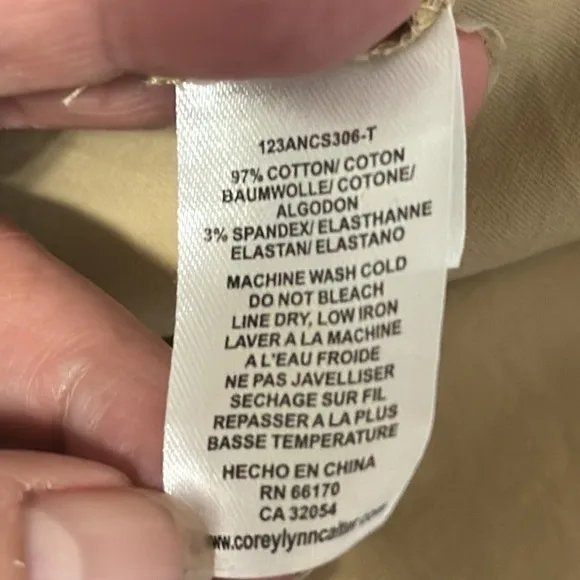 123ANCS306-T
97% COTTON/ COTON
BAUMWOLLE/ COTONE/
ALGODON
3% SPANDEX/ ELASTHANNE
ELASTAN/ ELASTANO
MACHINE WASH COLD
DO NOT BLEACH
LINE DRY, LOW IRON
LAVER A LA MACHINE
A L'EAU FROIDE
NE PAS JAVELLISER
SECHAGE SUR FIL
REPASSER A LA PLUS
BASSE TEMPERATURE
HECHO EN CHINA
RN 66170
CA 32054